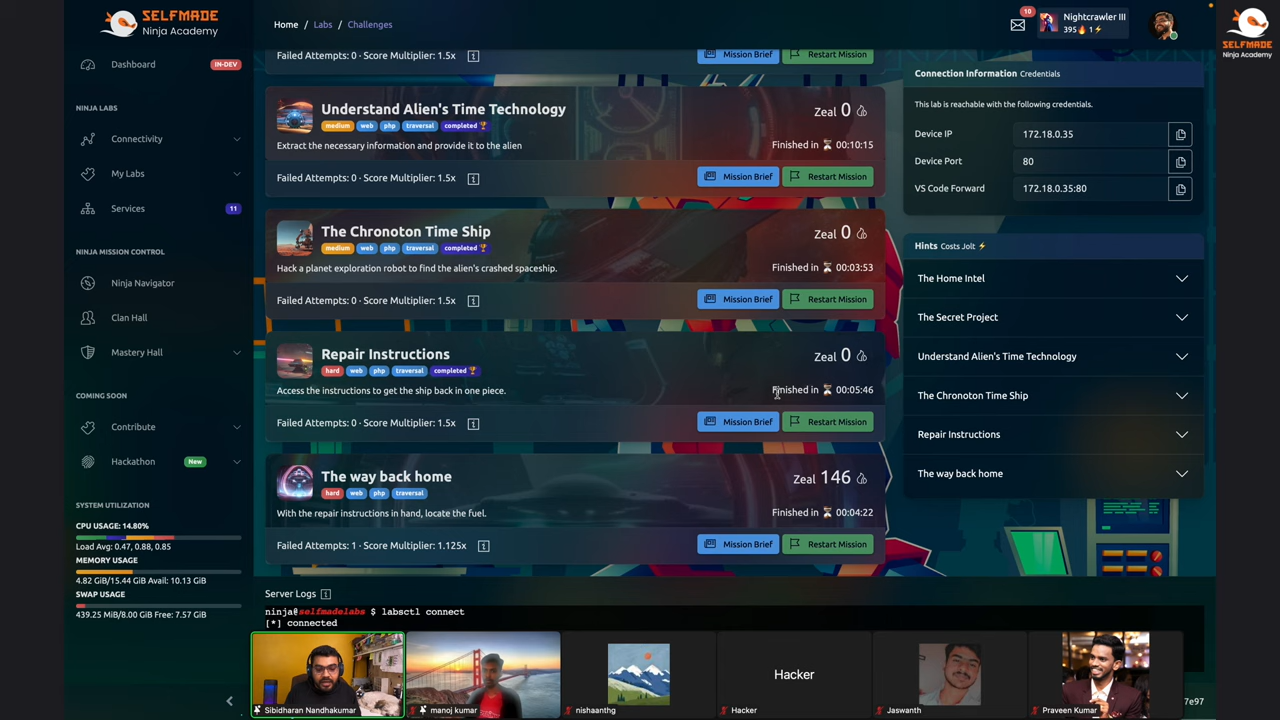 SELFMADE
Ninja Academy
Home / Labs / Challenges
10
Nightcrawler III
395🔥 1⚡
SELFMADE
Ninja Academy
Dashboard
IN-DEV
NINJA LABS
Connectivity
My Labs
Services
11
NINJA MISSION CONTROL
Ninja Navigator
Clan Hall
Mastery Hall
COMING SOON
Contribute
Hackathon
New
SYSTEM UTILIZATION
CPU USAGE: 14.80%
Load Avg: 0.47, 0.88, 0.85
MEMORY USAGE
4.82 GiB/15.44 GiB Avail: 10.13 GiB
SWAP USAGE
439.25 MiB/8.00 GiB Free: 7.57 GiB
Failed Attempts: 0 · Score Multiplier: 1.5x
Mission Brief
Restart Mission
Understand Alien's Time Technology
Zeal 0
medium web php traversal completed
Extract the necessary information and provide it to the alien
Finished in ⏳ 00:10:15
Failed Attempts: 0 · Score Multiplier: 1.5x
Mission Brief
Restart Mission
The Chronoton Time Ship
Zeal 0
medium web php traversal completed
Hack a planet exploration robot to find the alien's crashed spaceship.
Finished in ⏳ 00:03:53
Failed Attempts: 0 · Score Multiplier: 1.5x
Mission Brief
Restart Mission
Repair Instructions
Zeal 0
hard web php traversal completed
Access the instructions to get the ship back in one piece.
Finished in ⏳ 00:05:46
Failed Attempts: 0 · Score Multiplier: 1.5x
Mission Brief
Restart Mission
The way back home
Zeal 146
hard web php traversal
With the repair instructions in hand, locate the fuel.
Finished in ⏳ 00:04:22
Failed Attempts: 1 · Score Multiplier: 1.125x
Mission Brief
Restart Mission
Connection Information Credentials
This lab is reachable with the following credentials.
Device IP 172.18.0.35
Device Port 80
VS Code Forward 172.18.0.35:80
Hints Costs Jolt ⚡
The Home Intel
The Secret Project
Understand Alien's Time Technology
The Chronoton Time Ship
Repair Instructions
The way back home
Server Logs
ninja@selfmadelabs $ labsctl connect
[*] connected
Sibidharan Nandhakumar
manoj kumar
nishaanthg
Hacker
Hacker
Jaswanth
Praveen Kumar
7e97